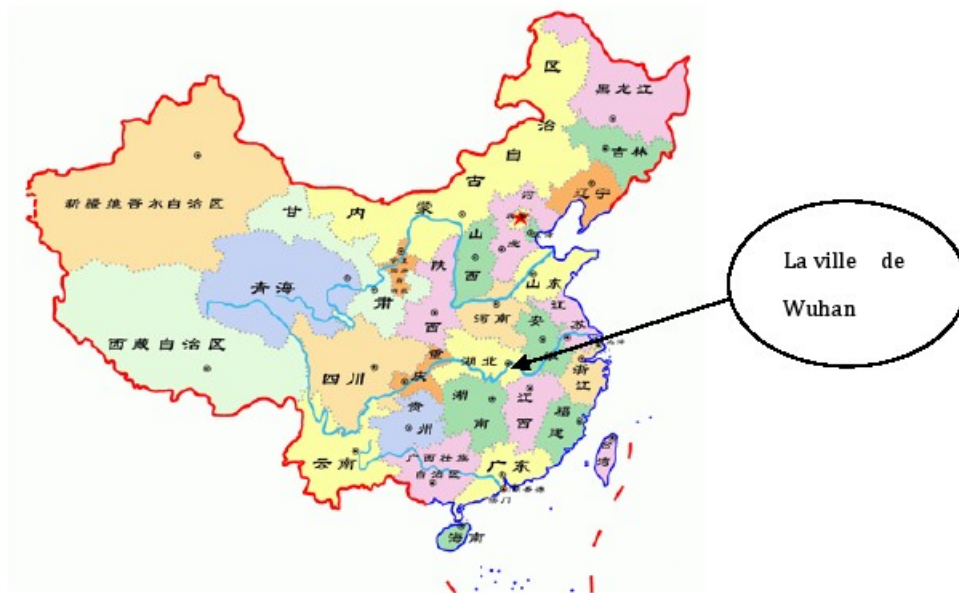 黑龙江
内蒙古自治区
吉林
辽宁
新疆维吾尔自治区
甘肃
河北
山西
陕西
青海
山东
河南
江苏
安
西藏自治区
四川
重庆
湖北
浙江
湖南
江西
福建
贵州
云南
广西壮族
自治区
广东
台湾
海南
La ville de
Wuhan